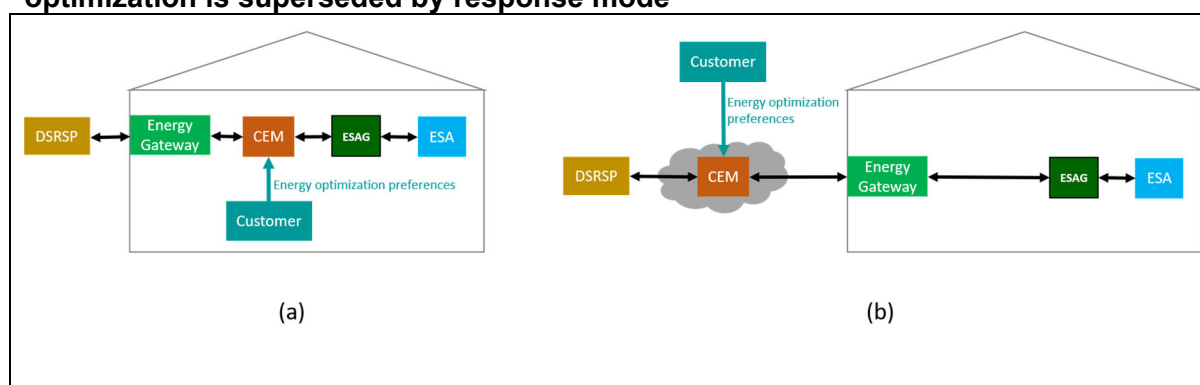 optimization is superseded by response mode
DSRSP
Energy
Gateway
CEM
ESAG
ESA
Energy optimization preferences
Customer
(a)
Customer
Energy optimization
preferences
DSRSP
CEM
Energy
Gateway
ESAG
ESA
(b)